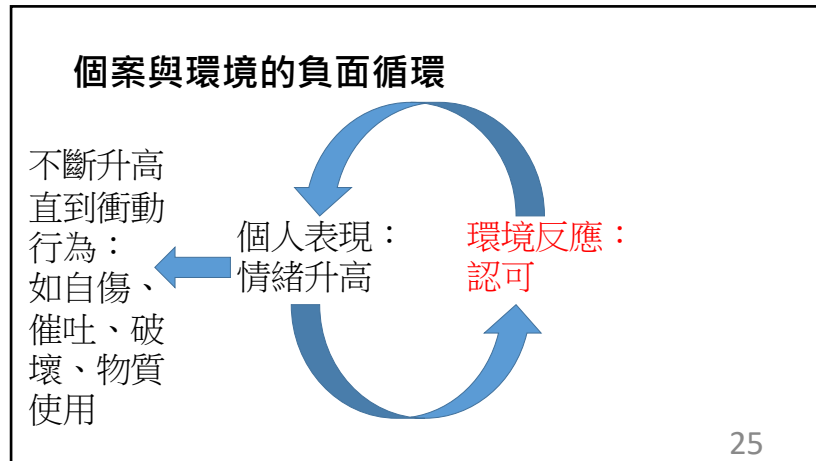 個案與環境的負面循環
不斷升高
直到衝動
行為：
如自傷、
催吐、破
壞、物質
使用
個人表現：
情緒升高
環境反應：
認可
25